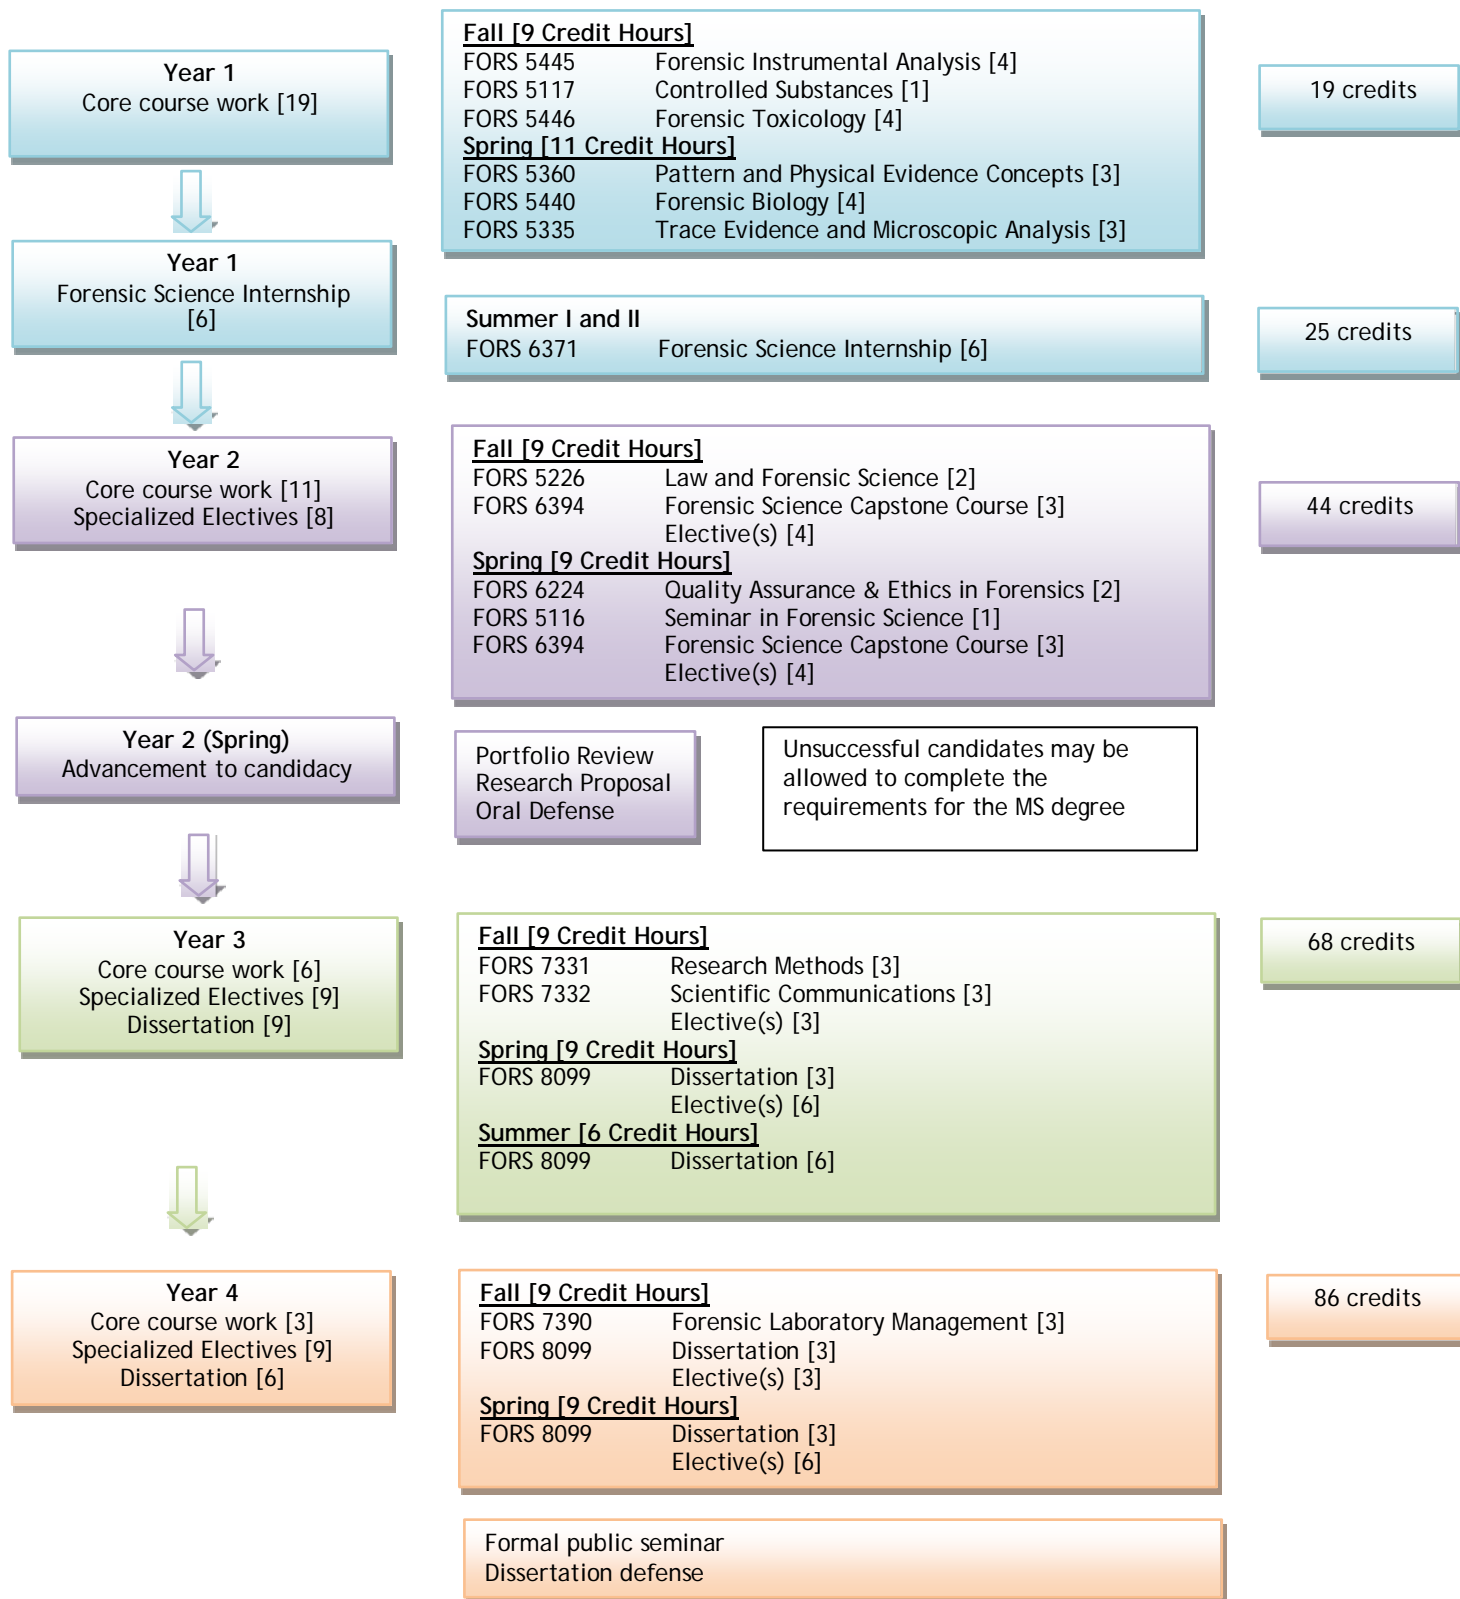 Year 1
Core course work [19]
Fall [9 Credit Hours]
FORS 5445 Forensic Instrumental Analysis [4]
FORS 5117 Controlled Substances [1]
FORS 5446 Forensic Toxicology [4]
Spring [11 Credit Hours]
FORS 5360 Pattern and Physical Evidence Concepts [3]
FORS 5440 Forensic Biology [4]
FORS 5335 Trace Evidence and Microscopic Analysis [3]
19 credits
Year 1
Forensic Science Internship
[6]
Summer I and II
FORS 6371 Forensic Science Internship [6]
25 credits
Year 2
Core course work [11]
Specialized Electives [8]
Fall [9 Credit Hours]
FORS 5226 Law and Forensic Science [2]
FORS 6394 Forensic Science Capstone Course [3]
Elective(s) [4]
Spring [9 Credit Hours]
FORS 6224 Quality Assurance & Ethics in Forensics [2]
FORS 5116 Seminar in Forensic Science [1]
FORS 6394 Forensic Science Capstone Course [3]
Elective(s) [4]
44 credits
Year 2 (Spring)
Advancement to candidacy
Portfolio Review
Research Proposal
Oral Defense
Unsuccessful candidates may be
allowed to complete the
requirements for the MS degree
Year 3
Core course work [6]
Specialized Electives [9]
Dissertation [9]
Fall [9 Credit Hours]
FORS 7331 Research Methods [3]
FORS 7332 Scientific Communications [3]
Elective(s) [3]
Spring [9 Credit Hours]
FORS 8099 Dissertation [3]
Elective(s) [6]
Summer [6 Credit Hours]
FORS 8099 Dissertation [6]
68 credits
Year 4
Core course work [3]
Specialized Electives [9]
Dissertation [6]
Fall [9 Credit Hours]
FORS 7390 Forensic Laboratory Management [3]
FORS 8099 Dissertation [3]
Elective(s) [3]
Spring [9 Credit Hours]
FORS 8099 Dissertation [3]
Elective(s) [6]
86 credits
Formal public seminar
Dissertation defense